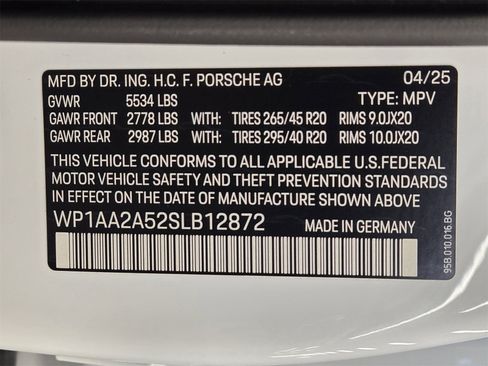 MFD BY DR. ING. H.C. F. PORSCHE AG 04/25
GVWR 5534 LBS TYPE: MPV
GAWR FRONT 2778 LBS WITH: TIRES 265/45 R20 RIMS 9.0JX20
GAWR REAR 2987 LBS WITH: TIRES 295/40 R20 RIMS 10.0JX20
THIS VEHICLE CONFORMS TO ALL APPLICABLE U.S.FEDERAL
MOTOR VEHICLE SAFETY AND THEFT PREVENTION STANDARDS
IN EFFECT ON THE DATE OF MANUFACTURE SHOWN ABOVE
WP1AA2A52SLB12872 MADE IN GERMANY
95B.010.016.BG